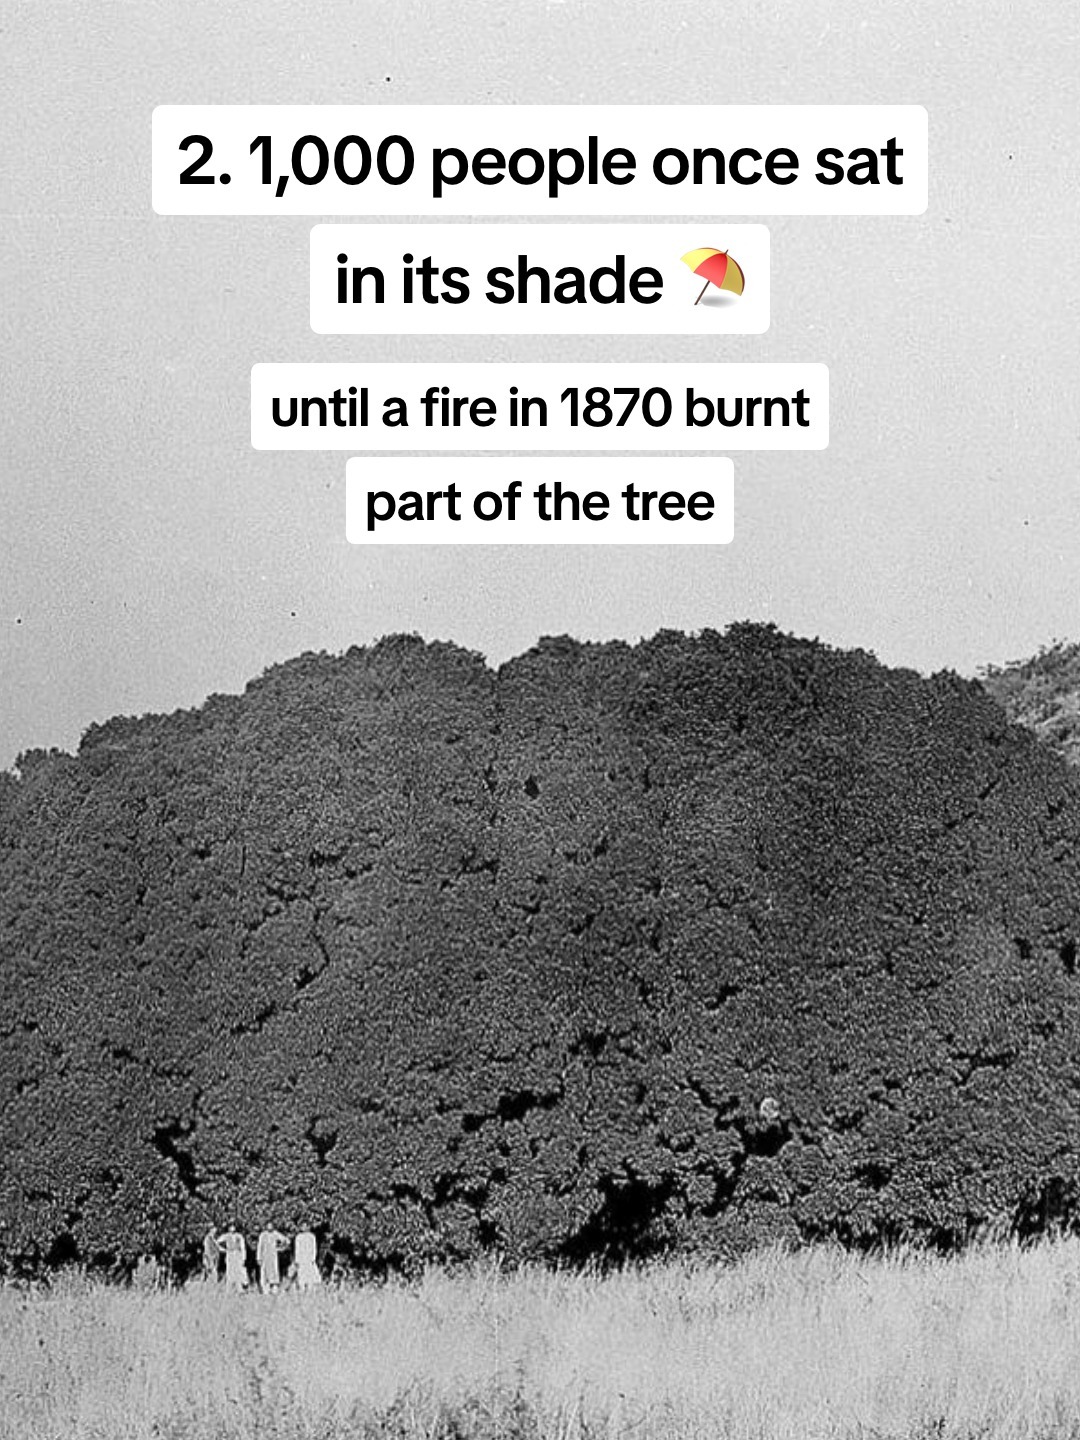 2. 1,000 people once sat
in its shade ⛱️
until a fire in 1870 burnt
part of the tree